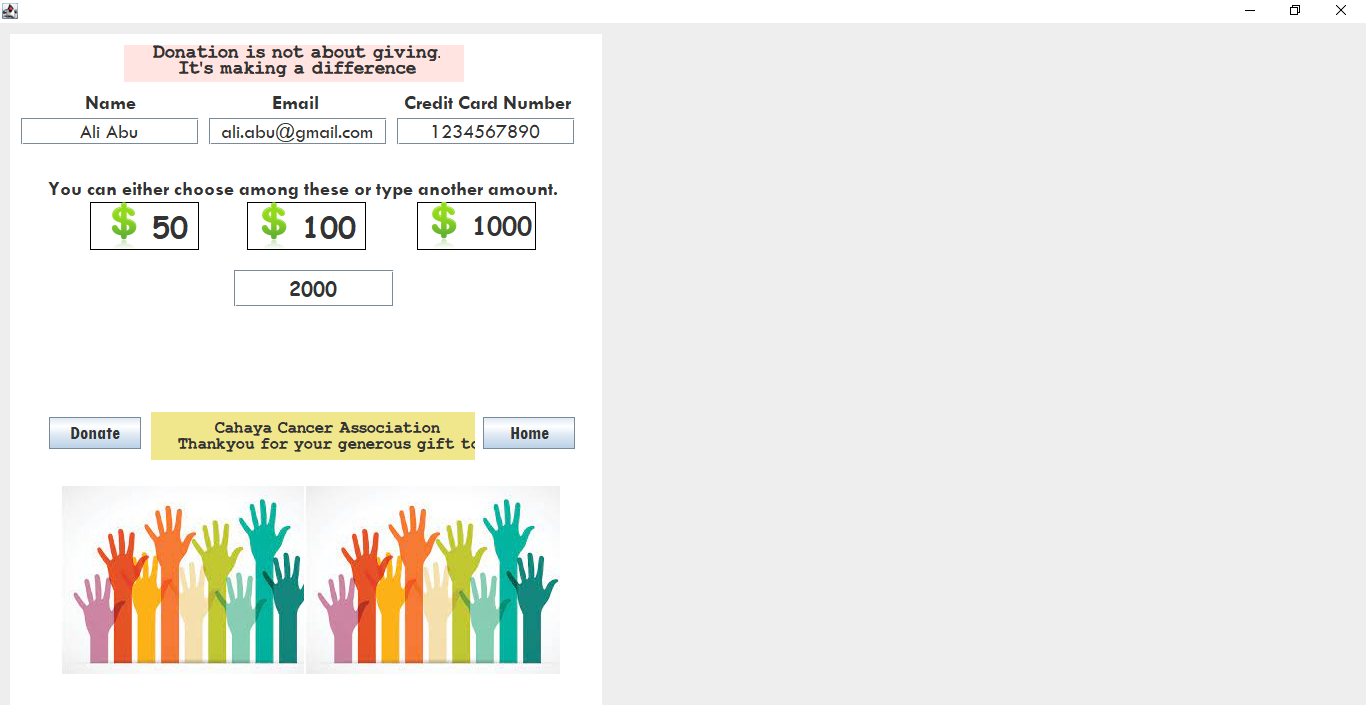 Donation is not about giving.
It's making a difference
Name Email Credit Card Number
Ali Abu ali.abu@gmail.com 1234567890
You can either choose among these or type another amount.
$ 50 $ 100 $ 1000
2000
Donate
Cahaya Cancer Association
Thankyou for your generous gift to
Home